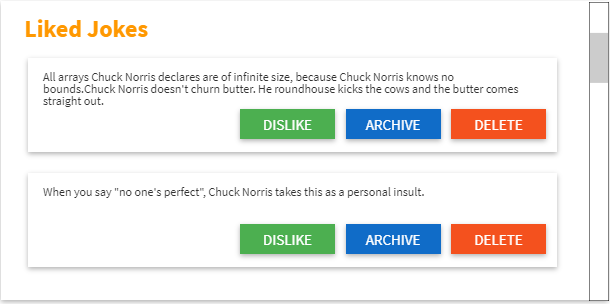 Liked Jokes
All arrays Chuck Norris declares are of infinite size, because Chuck Norris knows no
bounds.Chuck Norris doesn't churn butter. He roundhouse kicks the cows and the butter comes
straight out.
DISLIKE ARCHIVE DELETE
When you say "no one's perfect", Chuck Norris takes this as a personal insult.
DISLIKE ARCHIVE DELETE